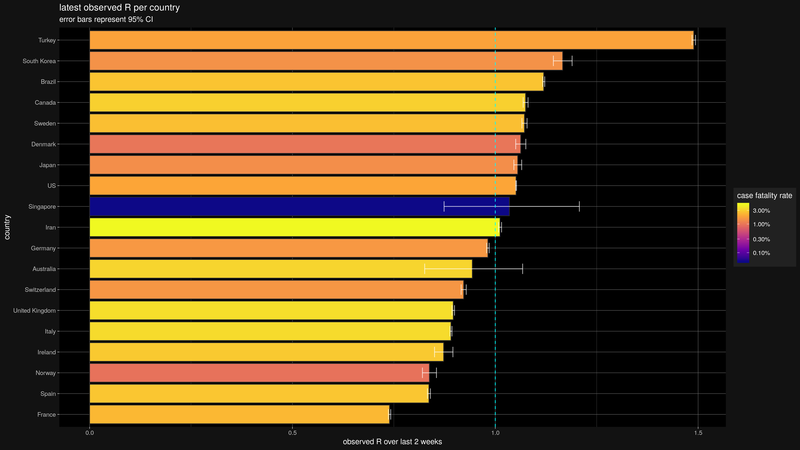 latest observed R per country
error bars represent 95% CI
Turkey
South Korea
Brazil
Canada
Sweden
Denmark
Japan
US
Singapore
Iran
Germany
Australia
Switzerland
United Kingdom
Italy
Ireland
Norway
Spain
France
country
0.0
0.5
1.0
1.5
observed R over last 2 weeks
case fatality rate
3.00%
1.00%
0.30%
0.10%